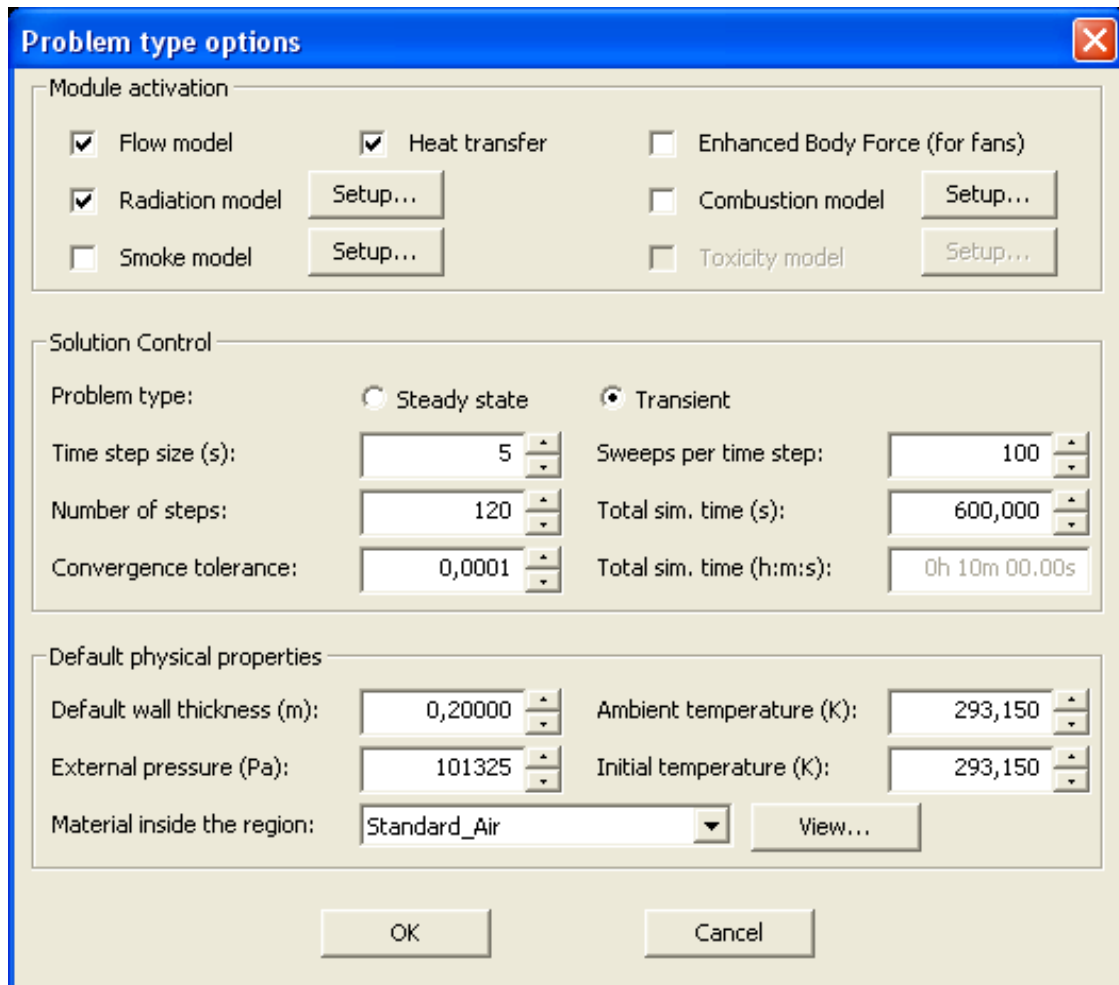 Problem type options
Module activation
Flow model Heat transfer Enhanced Body Force (for fans)
Radiation model Setup... Combustion model Setup...
Smoke model Setup... Toxicity model Setup...
Solution Control
Problem type: Steady state Transient
Time step size (s): 5 Sweeps per time step: 100
Number of steps: 120 Total sim. time (s): 600,000
Convergence tolerance: 0,0001 Total sim. time (h:m:s): 0h 10m 00.00s
Default physical properties
Default wall thickness (m): 0,20000 Ambient temperature (K): 293,150
External pressure (Pa): 101325 Initial temperature (K): 293,150
Material inside the region: Standard_Air View...
OK Cancel